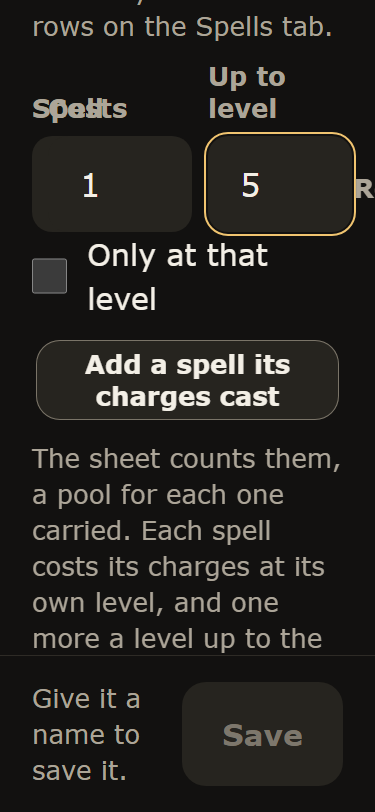 rows on the Spells tab.
Up to
level
Spell
Costs
1
5
R
Only at that
level
Add a spell its
charges cast
The sheet counts them,
a pool for each one
carried. Each spell
costs its charges at its
own level, and one
more a level up to the
Give it a
name to
save it.
Save